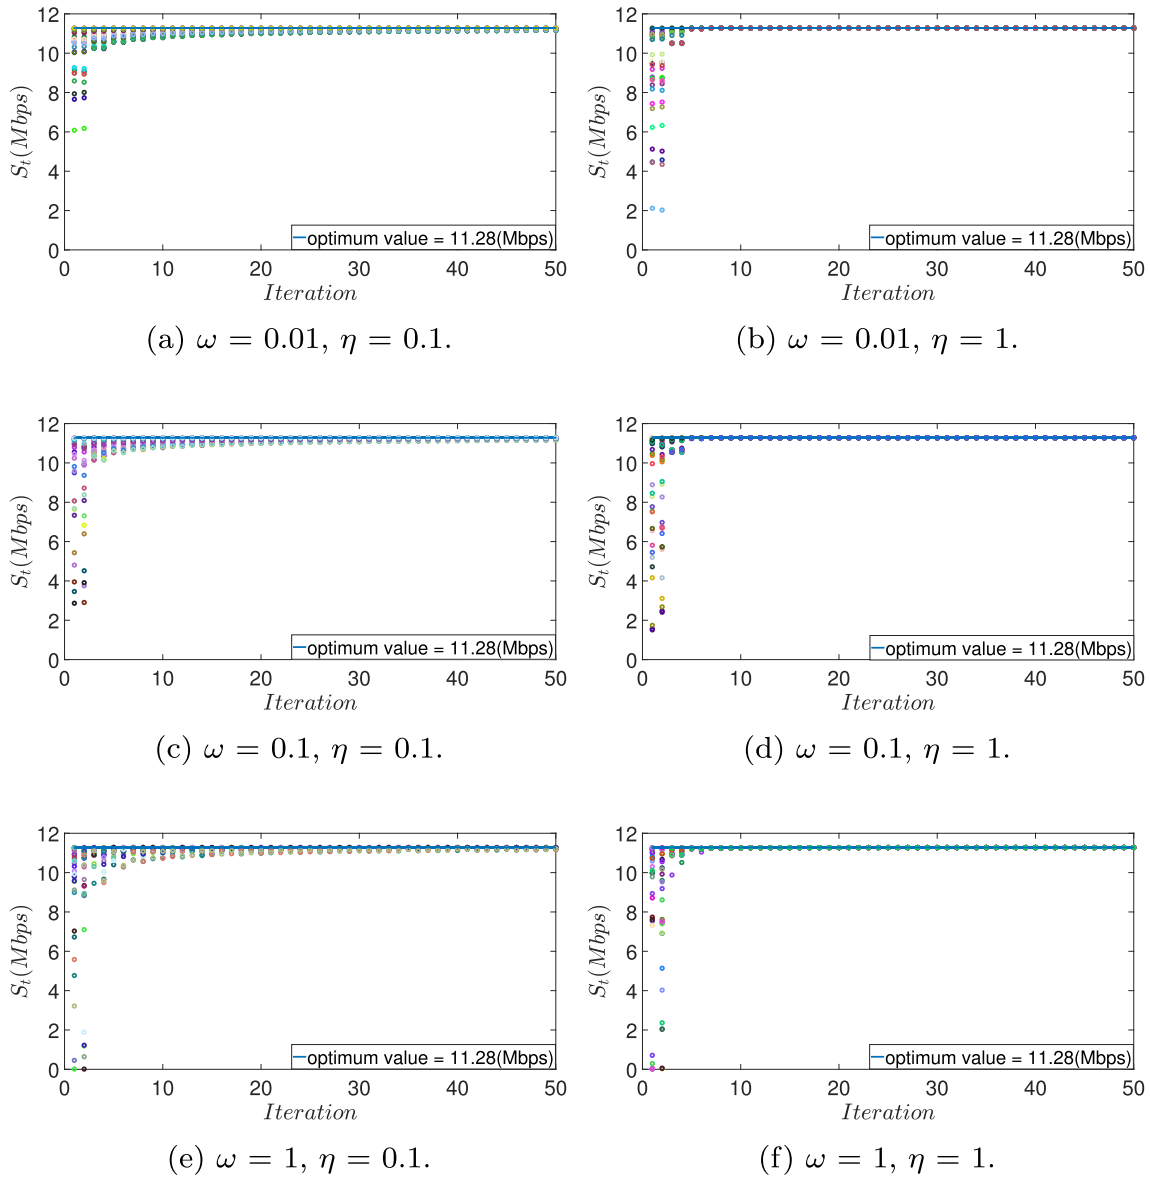 12
10
8
6
4
2
0
S_t(Mbps)
optimum value = 11.28(Mbps)
0 10 20 30 40 50
Iteration
(a) ω = 0.01, η = 0.1.
12
10
8
6
4
2
0
S_t(Mbps)
optimum value = 11.28(Mbps)
0 10 20 30 40 50
Iteration
(b) ω = 0.01, η = 1.
12
10
8
6
4
2
0
S_t(Mbps)
optimum value = 11.28(Mbps)
0 10 20 30 40 50
Iteration
(c) ω = 0.1, η = 0.1.
12
10
8
6
4
2
0
S_t(Mbps)
optimum value = 11.28(Mbps)
0 10 20 30 40 50
Iteration
(d) ω = 0.1, η = 1.
12
10
8
6
4
2
0
S_t(Mbps)
optimum value = 11.28(Mbps)
0 10 20 30 40 50
Iteration
(e) ω = 1, η = 0.1.
12
10
8
6
4
2
0
S_t(Mbps)
optimum value = 11.28(Mbps)
0 10 20 30 40 50
Iteration
(f) ω = 1, η = 1.